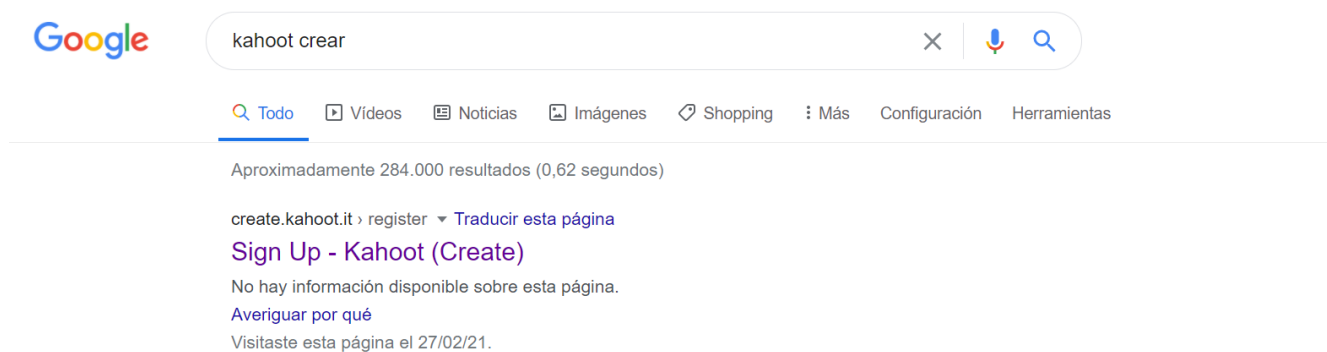 Google kahoot crear
Todo Vídeos Noticias Imágenes Shopping Más Configuración Herramientas
Aproximadamente 284.000 resultados (0,62 segundos)
create.kahoot.it › register Traducir esta página
Sign Up - Kahoot (Create)
No hay información disponible sobre esta página.
Averiguar por qué
Visitaste esta página el 27/02/21.